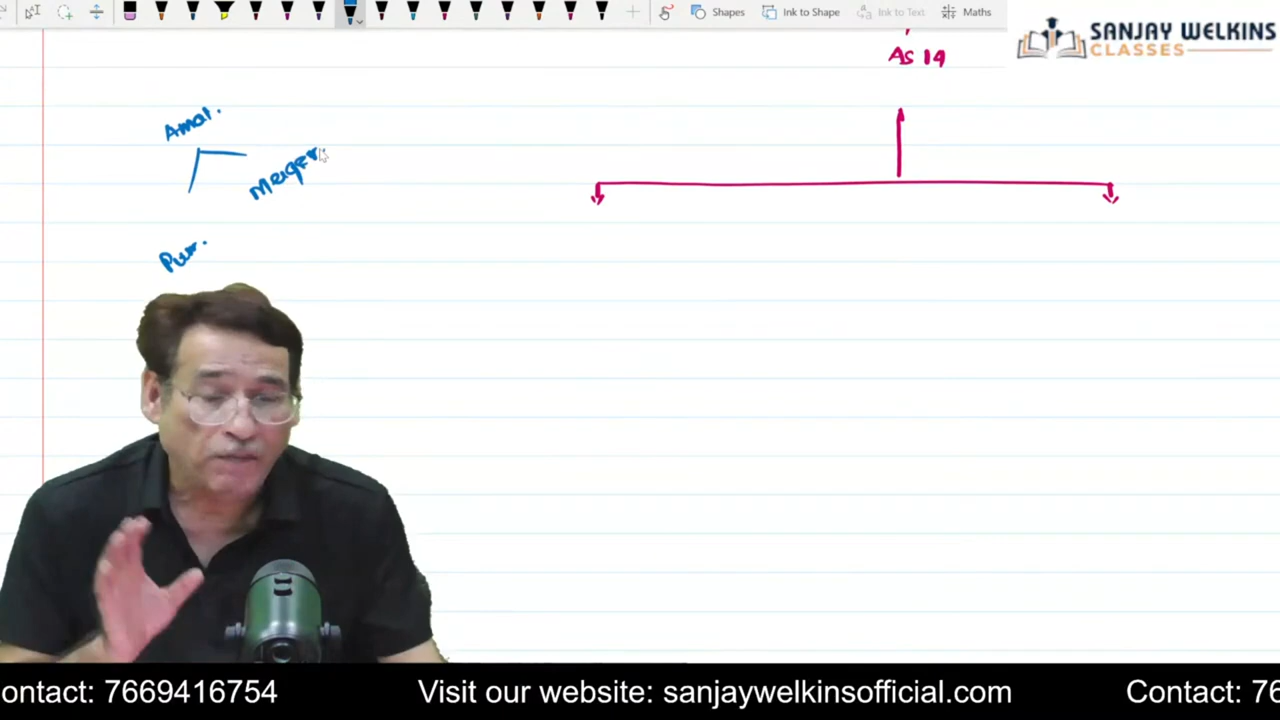 Shapes
Ink to Shape
Ink to Text
Maths
SANJAY WELKINS
CLASSES
AS 14
Amal.
Merger
Pur.
ontact: 7669416754 Visit our website: sanjaywelkinsofficial.com Contact: 76